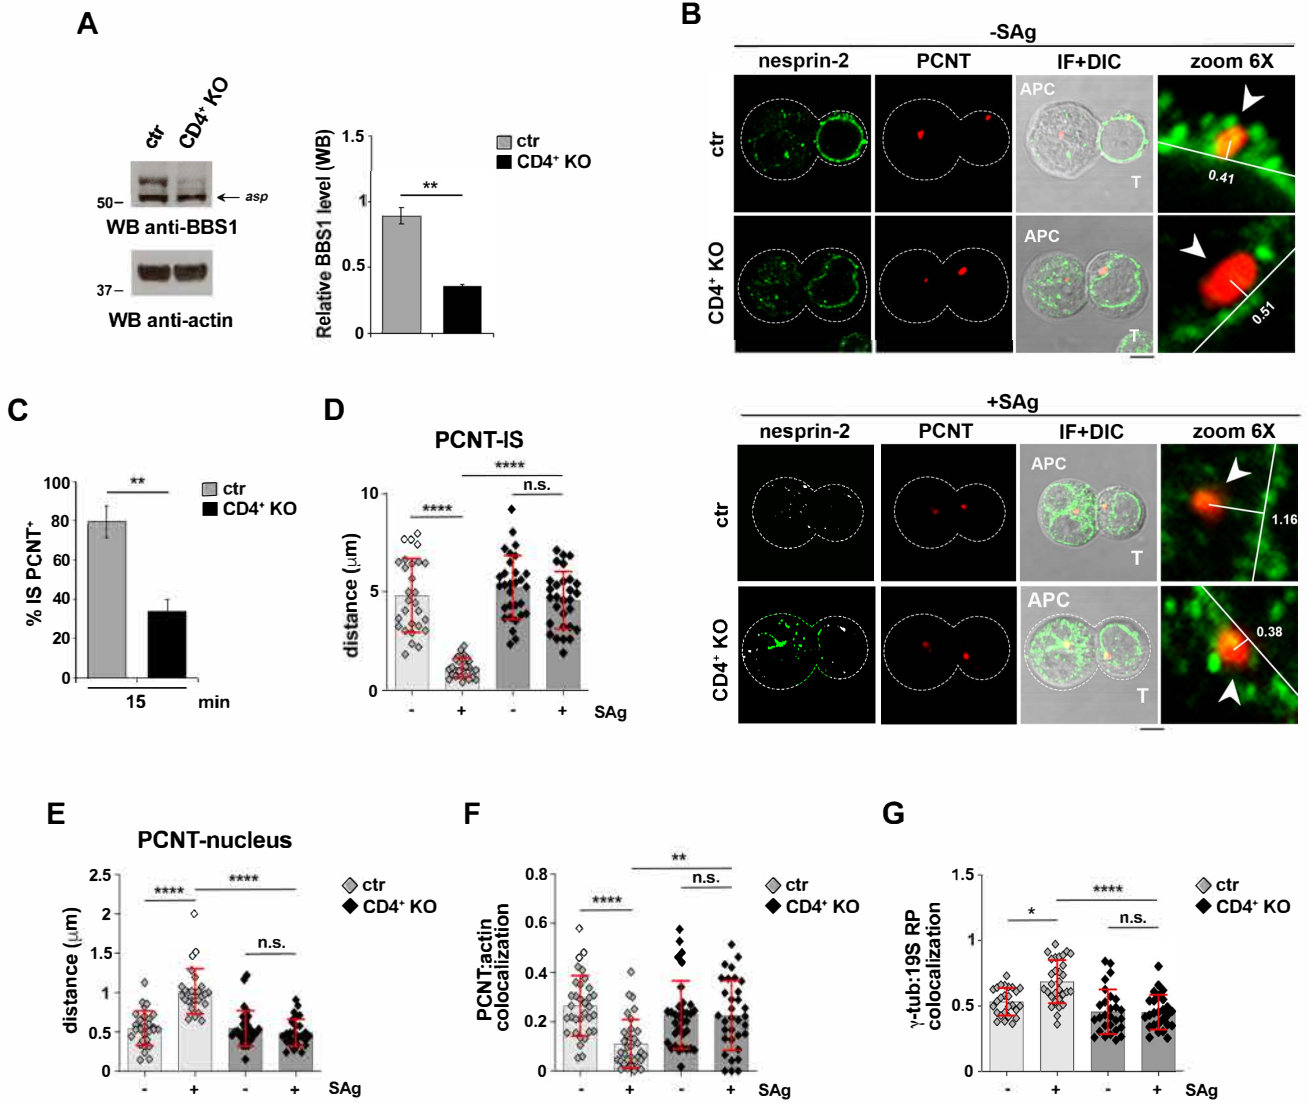 A
ctr
CD4⁺ KO
50
asp
WB anti-BBS1
37
WB anti-actin
Relative BBS1 level (WB)
1.5
1
0.5
0
**
ctr
CD4⁺ KO
B
-SAg
nesprin-2
PCNT
IF+DIC
zoom 6X
ctr
APC
T
0.41
CD4⁺ KO
APC
T
0.51
+SAg
nesprin-2
PCNT
IF+DIC
zoom 6X
ctr
APC
T
1.16
CD4⁺ KO
APC
T
0.38
C
% IS PCNT⁺
100
80
60
40
20
0
**
ctr
CD4⁺ KO
15
min
D
PCNT-IS
distance (µm)
10
5
0
****
****
n.s.
-
+
-
+
SAg
E
PCNT-nucleus
distance (µm)
2.5
2
1.5
1
0.5
0
****
****
n.s.
ctr
CD4⁺ KO
-
+
-
+
SAg
F
PCNT:actin
colocalization
0.8
0.6
0.4
0.2
0
****
**
n.s.
ctr
CD4⁺ KO
-
+
-
+
SAg
G
γ-tub:19S RP
colocalization
1.5
1
0.5
0
*
****
n.s.
ctr
CD4⁺ KO
-
+
-
+
SAg